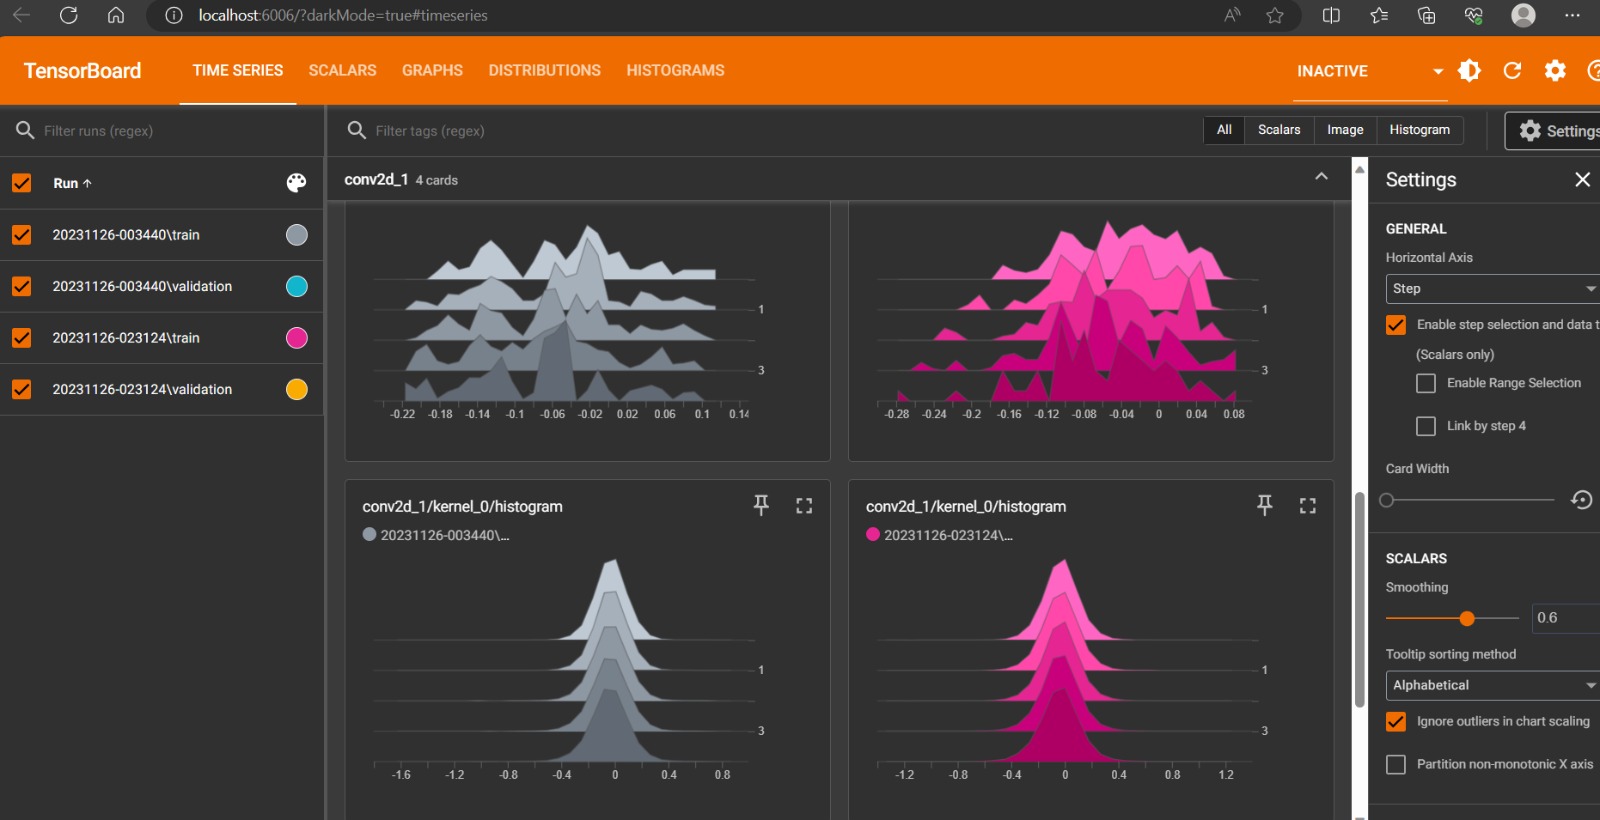 localhost:6006/?darkMode=true#timeseries
TensorBoard TIME SERIES SCALARS GRAPHS DISTRIBUTIONS HISTOGRAMS INACTIVE
Filter runs (regex) Filter tags (regex) All Scalars Image Histogram Settings
Run
20231126-003440\train
20231126-003440\validation
20231126-023124\train
20231126-023124\validation
conv2d_1 4 cards
1
3
-0.22 -0.18 -0.14 -0.1 -0.06 -0.02 0.02 0.06 0.1 0.14
1
3
-0.28 -0.24 -0.2 -0.16 -0.12 -0.08 -0.04 0 0.04 0.08
conv2d_1/kernel_0/histogram
20231126-003440\...
1
3
-1.6 -1.2 -0.8 -0.4 0 0.4 0.8
conv2d_1/kernel_0/histogram
20231126-023124\...
1
3
-1.2 -0.8 -0.4 0 0.4 0.8 1.2
Settings
GENERAL
Horizontal Axis
Step
Enable step selection and data t
(Scalars only)
Enable Range Selection
Link by step 4
Card Width
SCALARS
Smoothing
0.6
Tooltip sorting method
Alphabetical
Ignore outliers in chart scaling
Partition non-monotonic X axis